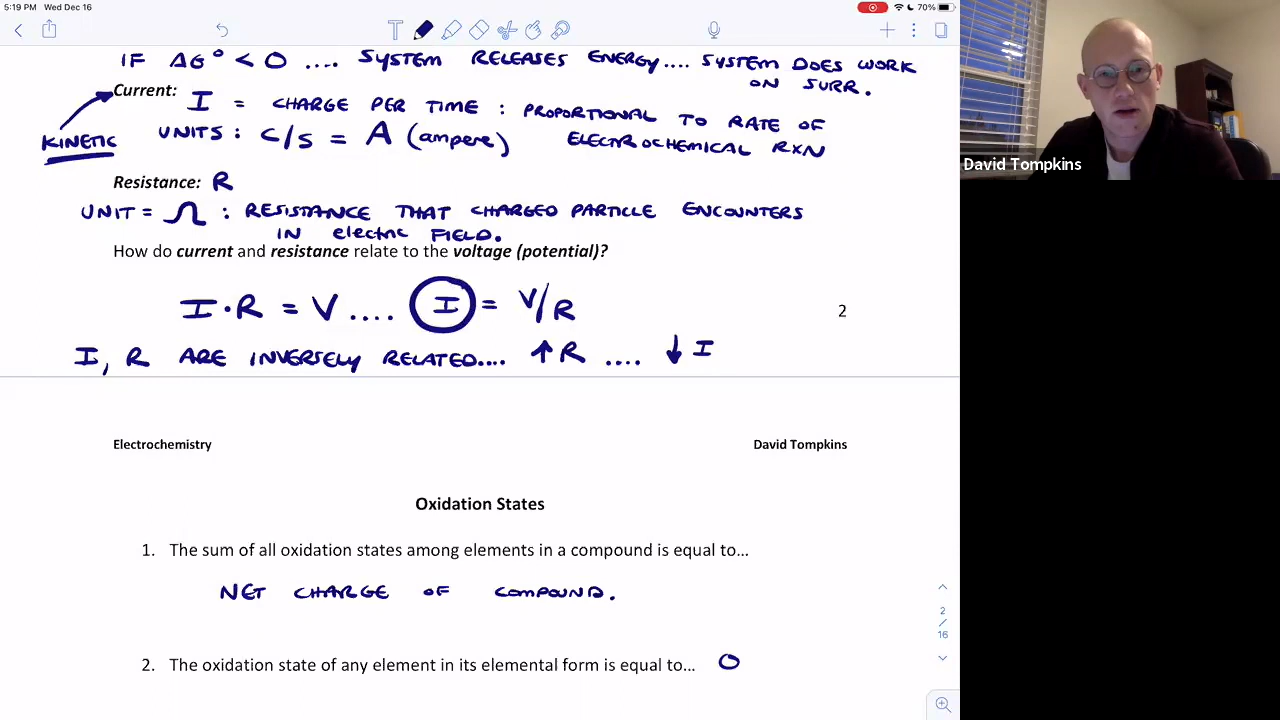 5:19 PM Wed Dec 16
70%
IF ΔG° < 0 .... SYSTEM RELEASES ENERGY.... SYSTEM DOES WORK
ON SURR.
Current: I = CHARGE PER TIME : PROPORTIONAL TO RATE OF
KINETIC UNITS : C/S = A (ampere) ELECTROCHEMICAL RXN
Resistance: R
UNIT = Ω : RESISTANCE THAT CHARGED PARTICLE ENCOUNTERS
IN electric FIELD.
How do current and resistance relate to the voltage (potential)?
I · R = V .... I = V/R
2
I, R ARE INVERSELY RELATED.... ↑ R .... ↓ I
Electrochemistry David Tompkins
Oxidation States
1. The sum of all oxidation states among elements in a compound is equal to...
NET CHARGE OF COMPOUND.
2. The oxidation state of any element in its elemental form is equal to... 0
2
/
16
David Tompkins